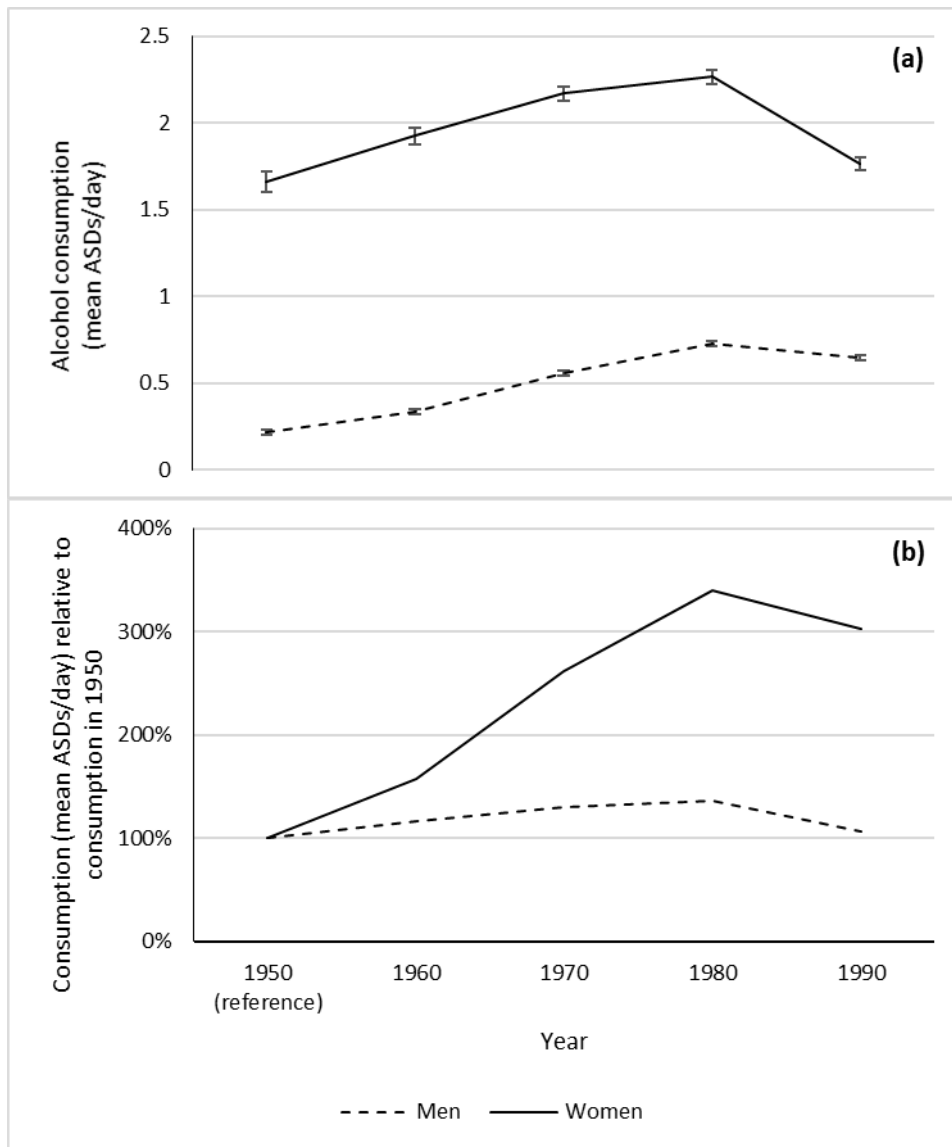 (a)
Alcohol consumption
(mean ASDs/day)
2.5
2
1.5
1
0.5
0
(b)
Consumption (mean ASDs/day) relative to
consumption in 1950
400%
300%
200%
100%
0%
1950 1960 1970 1980 1990
(reference)
Year
Men Women